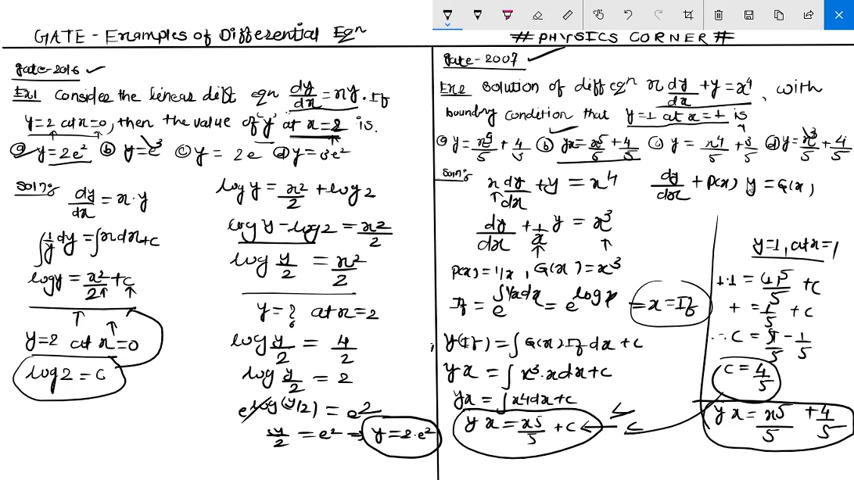 GATE - Examples of Differential Eqn
# PHYSICS CORNER #
gate-2016
Ex1 Consider the linear diff eqn dy/dx = xy. If
y=2 at x=0, then the value of 'y' at x=2 is.
ⓐ y=2e² ⓑ y=e³ ⓒ y=2e ⓓ y=3e²
Soln:
dy/dx = x.y
∫1/y dy = ∫x dx + c
log y = x²/2 + c
y=2 at x=0
log 2 = c
log y = x²/2 + log 2
log y - log 2 = x²/2
log y/2 = x²/2
y = ? at x=2
log y/2 = 4/2
log y/2 = 2
e^log(y/2) = e²
y/2 = e² ⇒ y=2.e²
gate-2007
Ex2 solution of diff eqn x dy/dx + y = x⁴, with
boundry condition that y=1 at x=1 is
ⓐ y=x⁹/5 + 4/5 ⓑ yx=x⁵/5 + 4/5 ⓒ y=x⁴/5 + 3/5 ⓓ y=x³/5 + 4/5
Soln:
x dy/dx + y = x⁴
dy/dx + P(x) y = Q(x),
dy/dx + 1/x y = x³
P(x) = 1/x, Q(x) = x³
If = e^∫1/x dx = e^log x = x = If
y(If) = ∫Q(x).If dx + c
y x = ∫x³.x dx + c
yx = ∫x⁴ dx + c
y x = x⁵/5 + c
y=1, at x=1
1.1 = (1)⁵/5 + c
1 = 1/5 + c
∴ c = 5/5 - 1/5
c = 4/5
y x = x⁵/5 + 4/5